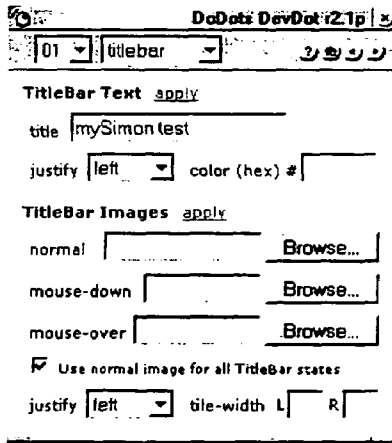 DoDots DevDot r2.1p
01 titlebar
TitleBar Text apply
title mySimon test
justify left color (hex) #
TitleBar Images apply
normal Browse...
mouse-down Browse...
mouse-over Browse...
Use normal image for all TitleBar states
justify left tile-width L R